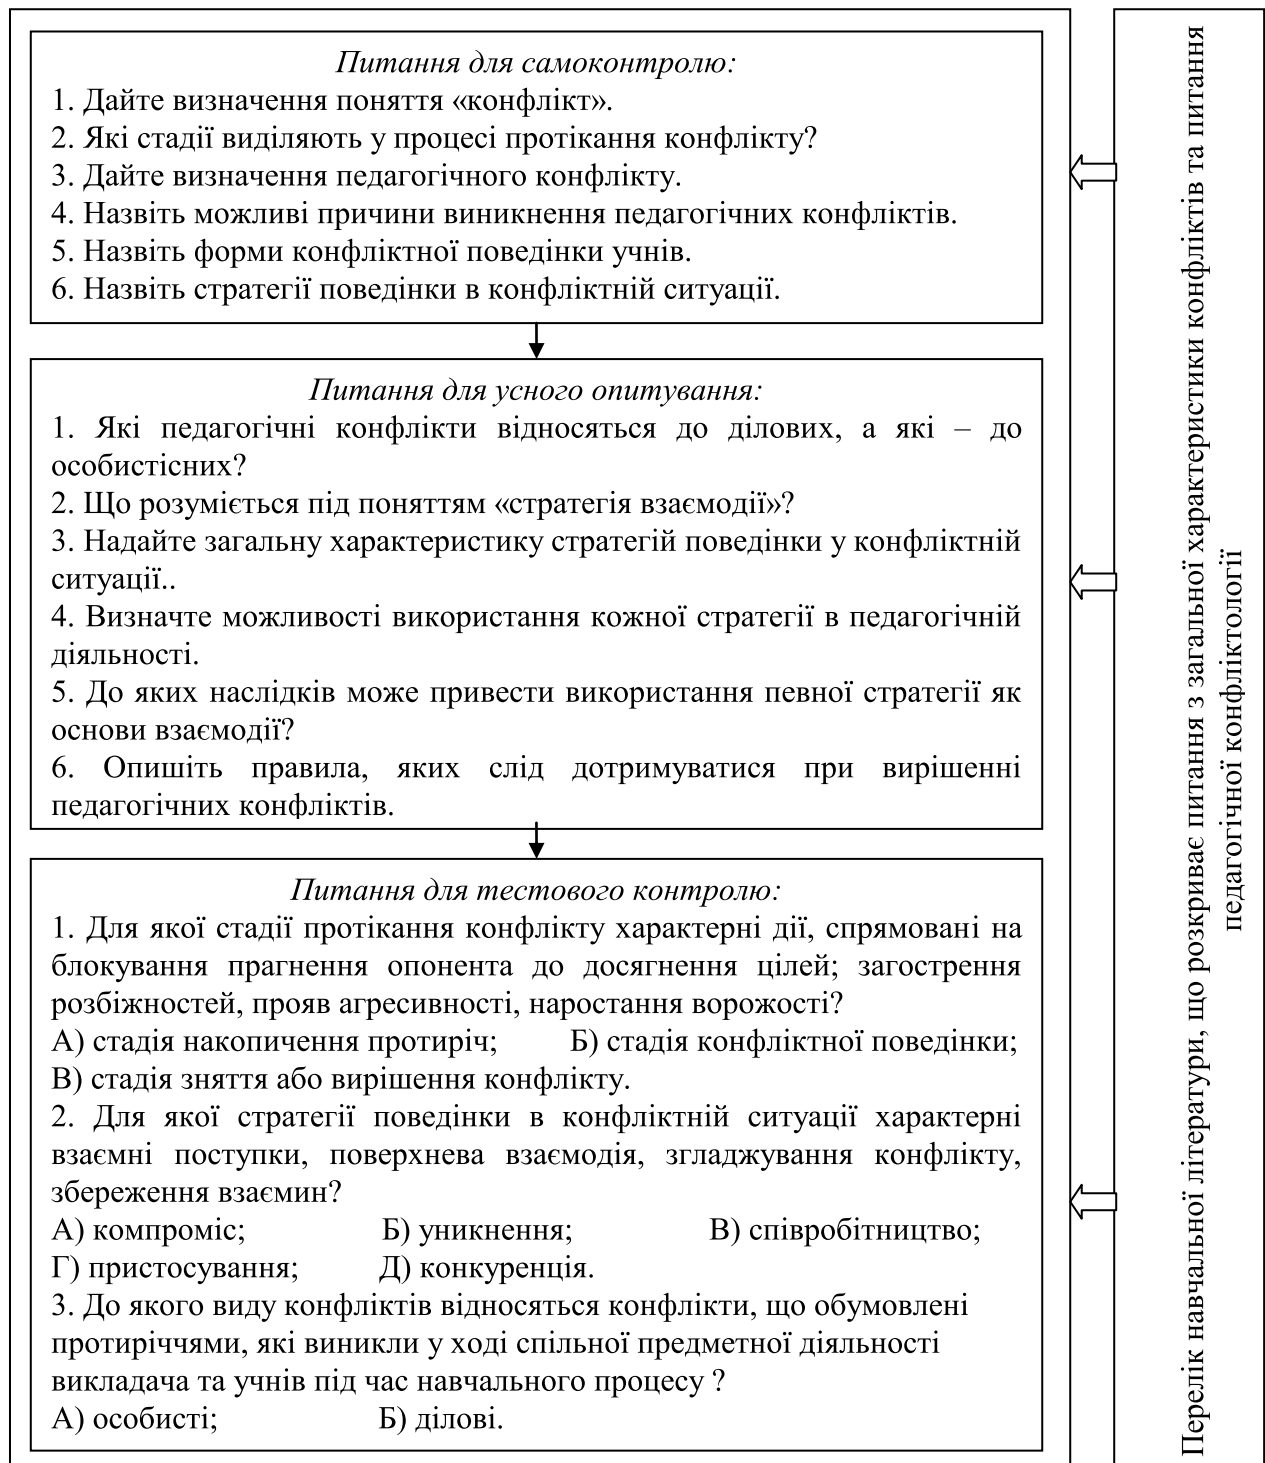 Питання для самоконтролю:
1. Дайте визначення поняття «конфлікт».
2. Які стадії виділяють у процесі протікання конфлікту?
3. Дайте визначення педагогічного конфлікту.
4. Назвіть можливі причини виникнення педагогічних конфліктів.
5. Назвіть форми конфліктної поведінки учнів.
6. Назвіть стратегії поведінки в конфліктній ситуації.
Питання для усного опитування:
1. Які педагогічні конфлікти відносяться до ділових, а які – до
особистісних?
2. Що розуміється під поняттям «стратегія взаємодії»?
3. Надайте загальну характеристику стратегій поведінки у конфліктній
ситуації..
4. Визначте можливості використання кожної стратегії в педагогічній
діяльності.
5. До яких наслідків може привести використання певної стратегії як
основи взаємодії?
6. Опишіть правила, яких слід дотримуватися при вирішенні
педагогічних конфліктів.
Питання для тестового контролю:
1. Для якої стадії протікання конфлікту характерні дії, спрямовані на
блокування прагнення опонента до досягнення цілей; загострення
розбіжностей, прояв агресивності, наростання ворожості?
А) стадія накопичення протиріч; Б) стадія конфліктної поведінки;
В) стадія зняття або вирішення конфлікту.
2. Для якої стратегії поведінки в конфліктній ситуації характерні
взаємні поступки, поверхнева взаємодія, згладжування конфлікту,
збереження взаємин?
А) компроміс; Б) уникнення; В) співробітництво;
Г) пристосування; Д) конкуренція.
3. До якого виду конфліктів відносяться конфлікти, що обумовлені
протиріччями, які виникли у ході спільної предметної діяльності
викладача та учнів під час навчального процесу ?
А) особисті; Б) ділові.
Перелік навчальної літератури, що розкриває питання з загальної характеристики конфліктів та питання
педагогічної конфліктології